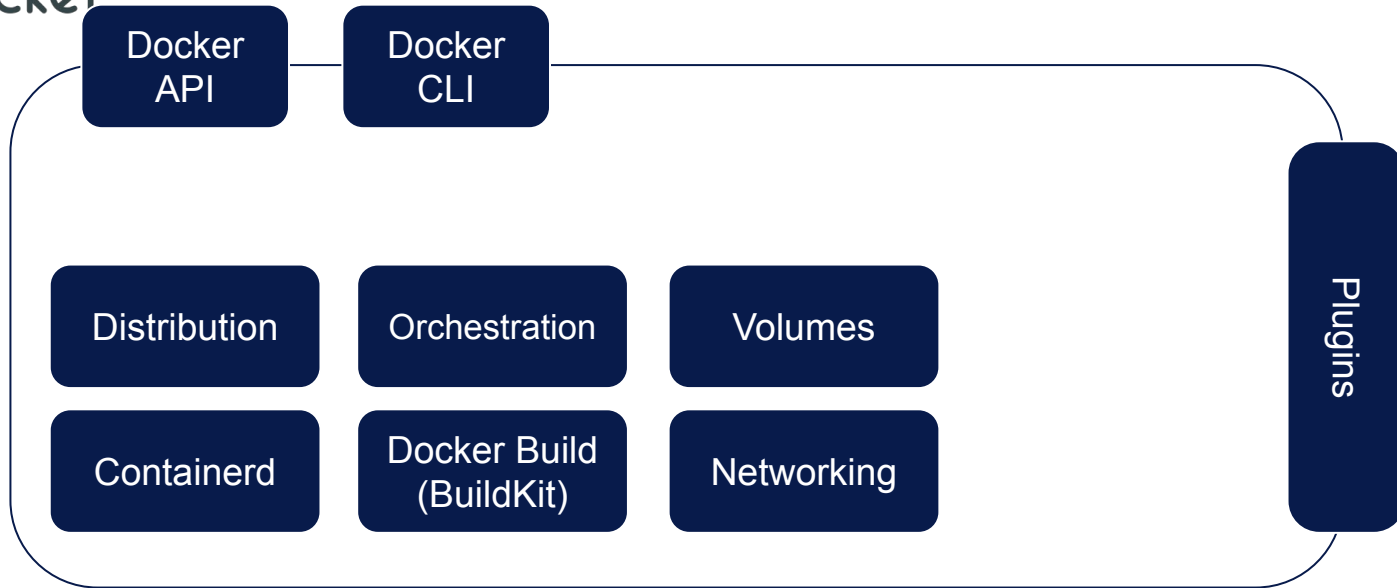 Docker
API
Docker
CLI
Distribution
Orchestration
Volumes
Plugins
Containerd
Docker Build
(BuildKit)
Networking